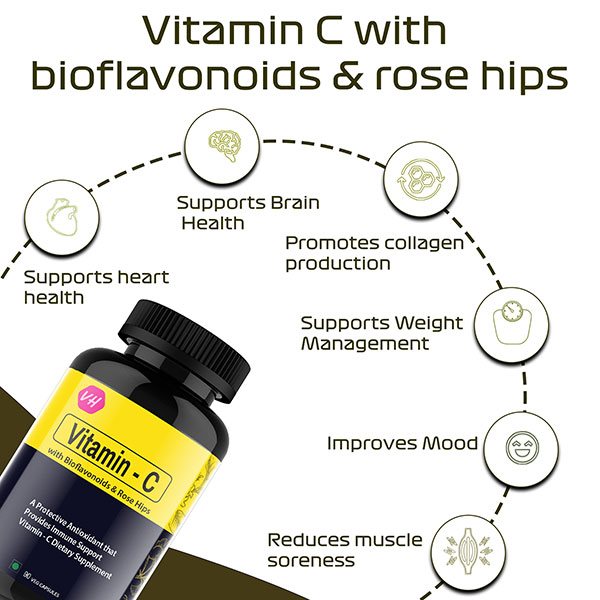 Vitamin C with
bioflavonoids & rose hips
Supports Brain
Health
Promotes collagen
production
Supports heart
health
Supports Weight
Management
Improves Mood
Reduces muscle
soreness
VH
Vitamin - C
with Bioflavonoids & Rose Hips
A Protective Antioxidant that
Provides Immune Support
Vitamin - C Dietary Supplement
90 VEG CAPSULES